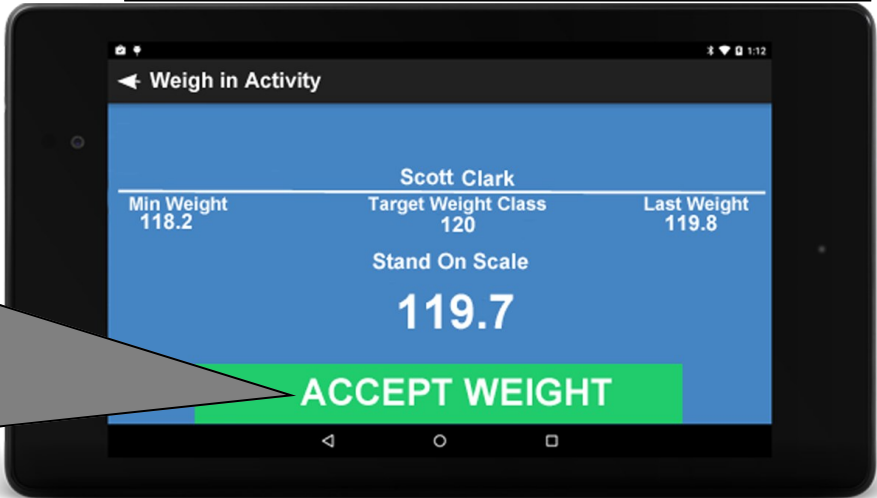 1:12
Weigh in Activity
Scott Clark
Min Weight Target Weight Class Last Weight
118.2 120 119.8
Stand On Scale
119.7
ACCEPT WEIGHT